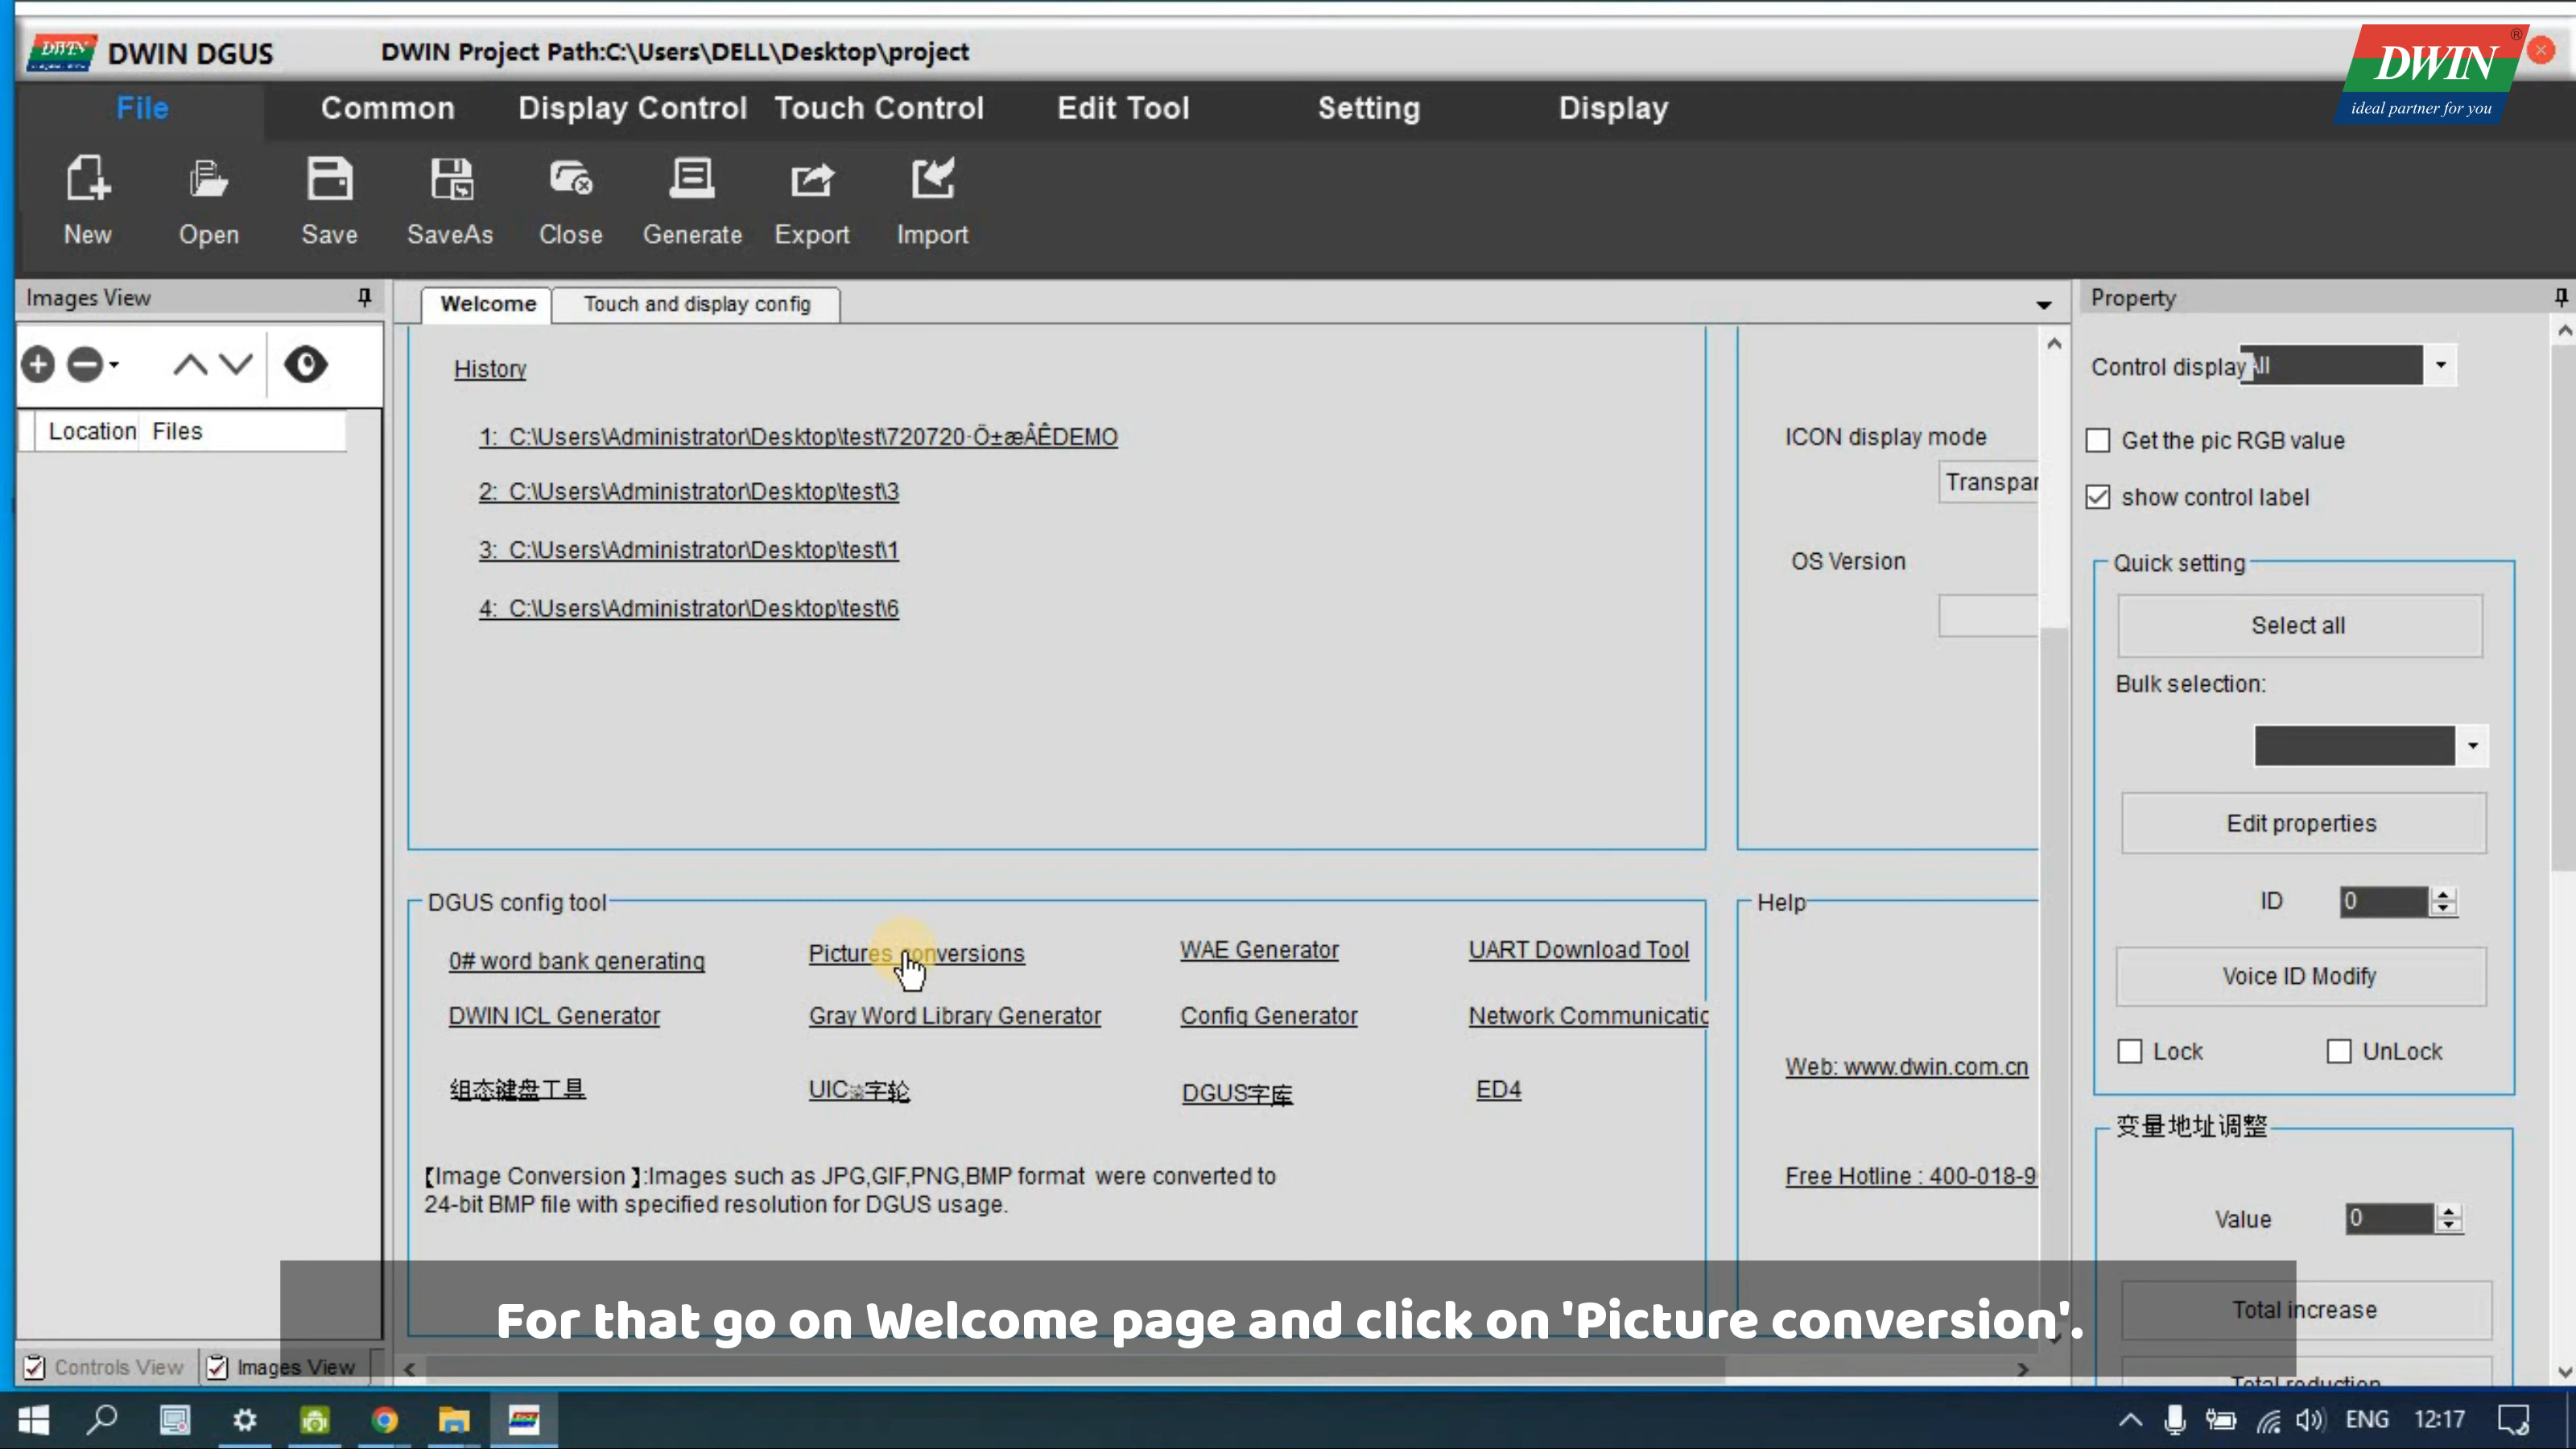 DWIN DGUS DWIN Project Path:C:\Users\DELL\Desktop\project
DWIN ®
ideal partner for you
File Common Display Control Touch Control Edit Tool Setting Display
New Open Save SaveAs Close Generate Export Import
Images View
Welcome Touch and display config
Property
Location Files
History
1: C:\Users\Administrator\Desktop\test\720720·Ö±æÂÊDEMO
2: C:\Users\Administrator\Desktop\test\3
3: C:\Users\Administrator\Desktop\test\1
4: C:\Users\Administrator\Desktop\test\6
ICON display mode
Transpar
OS Version
Control display All
Get the pic RGB value
show control label
Quick setting
Select all
Bulk selection:
Edit properties
ID 0
Voice ID Modify
Lock UnLock
变量地址调整
Value 0
Total increase
Total reduction
DGUS config tool
0# word bank generating Pictures conversions WAE Generator UART Download Tool
DWIN ICL Generator Gray Word Library Generator Config Generator Network Communicatio
组态键盘工具 UIC 字轮 DGUS字库 ED4
【Image Conversion】:Images such as JPG,GIF,PNG,BMP format were converted to
24-bit BMP file with specified resolution for DGUS usage.
Help
Web: www.dwin.com.cn
Free Hotline : 400-018-9
For that go on Welcome page and click on 'Picture conversion'.
Controls View Images View
ENG 12:17